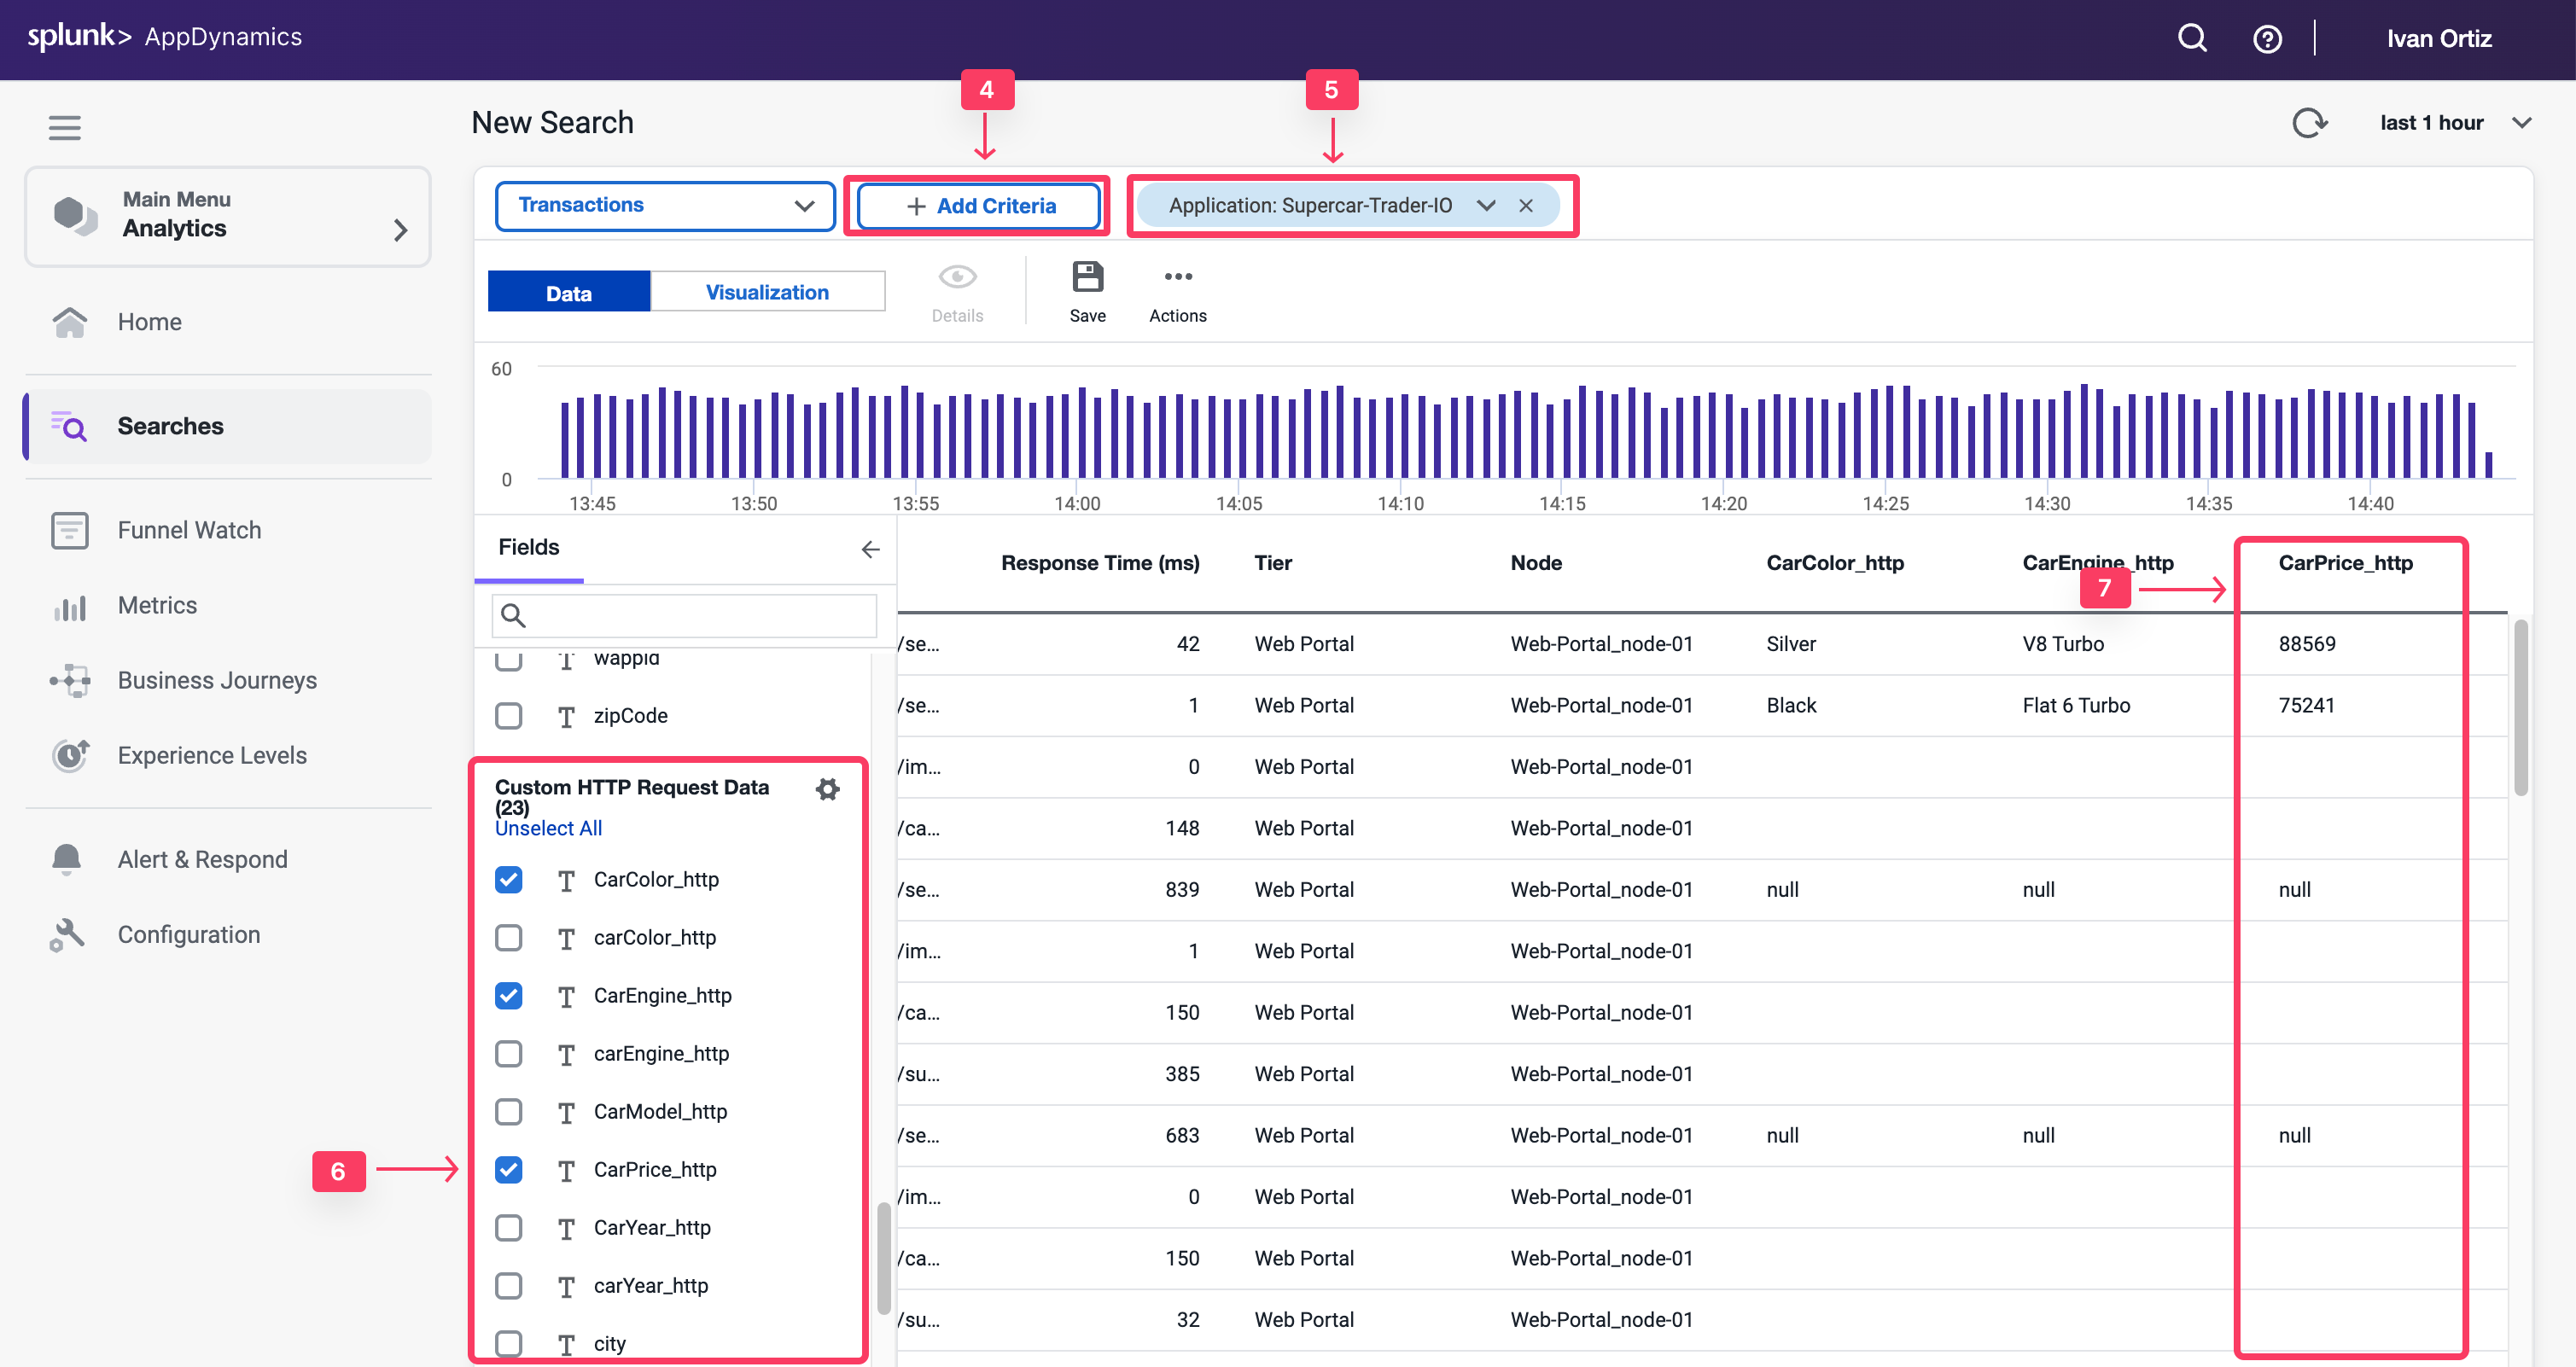 splunk> AppDynamics
Ivan Ortiz
4
5
New Search
last 1 hour
Main Menu
Analytics
Transactions
+ Add Criteria
Application: Supercar-Trader-IO
Home
Data
Visualization
Details
Save
Actions
60
0
13:45 13:50 13:55 14:00 14:05 14:10 14:15 14:20 14:25 14:30 14:35 14:40
Searches
Funnel Watch
Metrics
Business Journeys
Experience Levels
Alert & Respond
Configuration
Fields
wappid
T zipCode
Custom HTTP Request Data
(23)
Unselect All
T CarColor_http
T carColor_http
T CarEngine_http
T carEngine_http
T CarModel_http
6
T CarPrice_http
T CarYear_http
T carYear_http
T city
Response Time (ms) Tier Node CarColor_http CarEngine_http CarPrice_http
7
/se... 42 Web Portal Web-Portal_node-01 Silver V8 Turbo 88569
/se... 1 Web Portal Web-Portal_node-01 Black Flat 6 Turbo 75241
/im... 0 Web Portal Web-Portal_node-01
/ca... 148 Web Portal Web-Portal_node-01
/se... 839 Web Portal Web-Portal_node-01 null null null
/im... 1 Web Portal Web-Portal_node-01
/ca... 150 Web Portal Web-Portal_node-01
/su... 385 Web Portal Web-Portal_node-01
/se... 683 Web Portal Web-Portal_node-01 null null null
/im... 0 Web Portal Web-Portal_node-01
/ca... 150 Web Portal Web-Portal_node-01
/su... 32 Web Portal Web-Portal_node-01